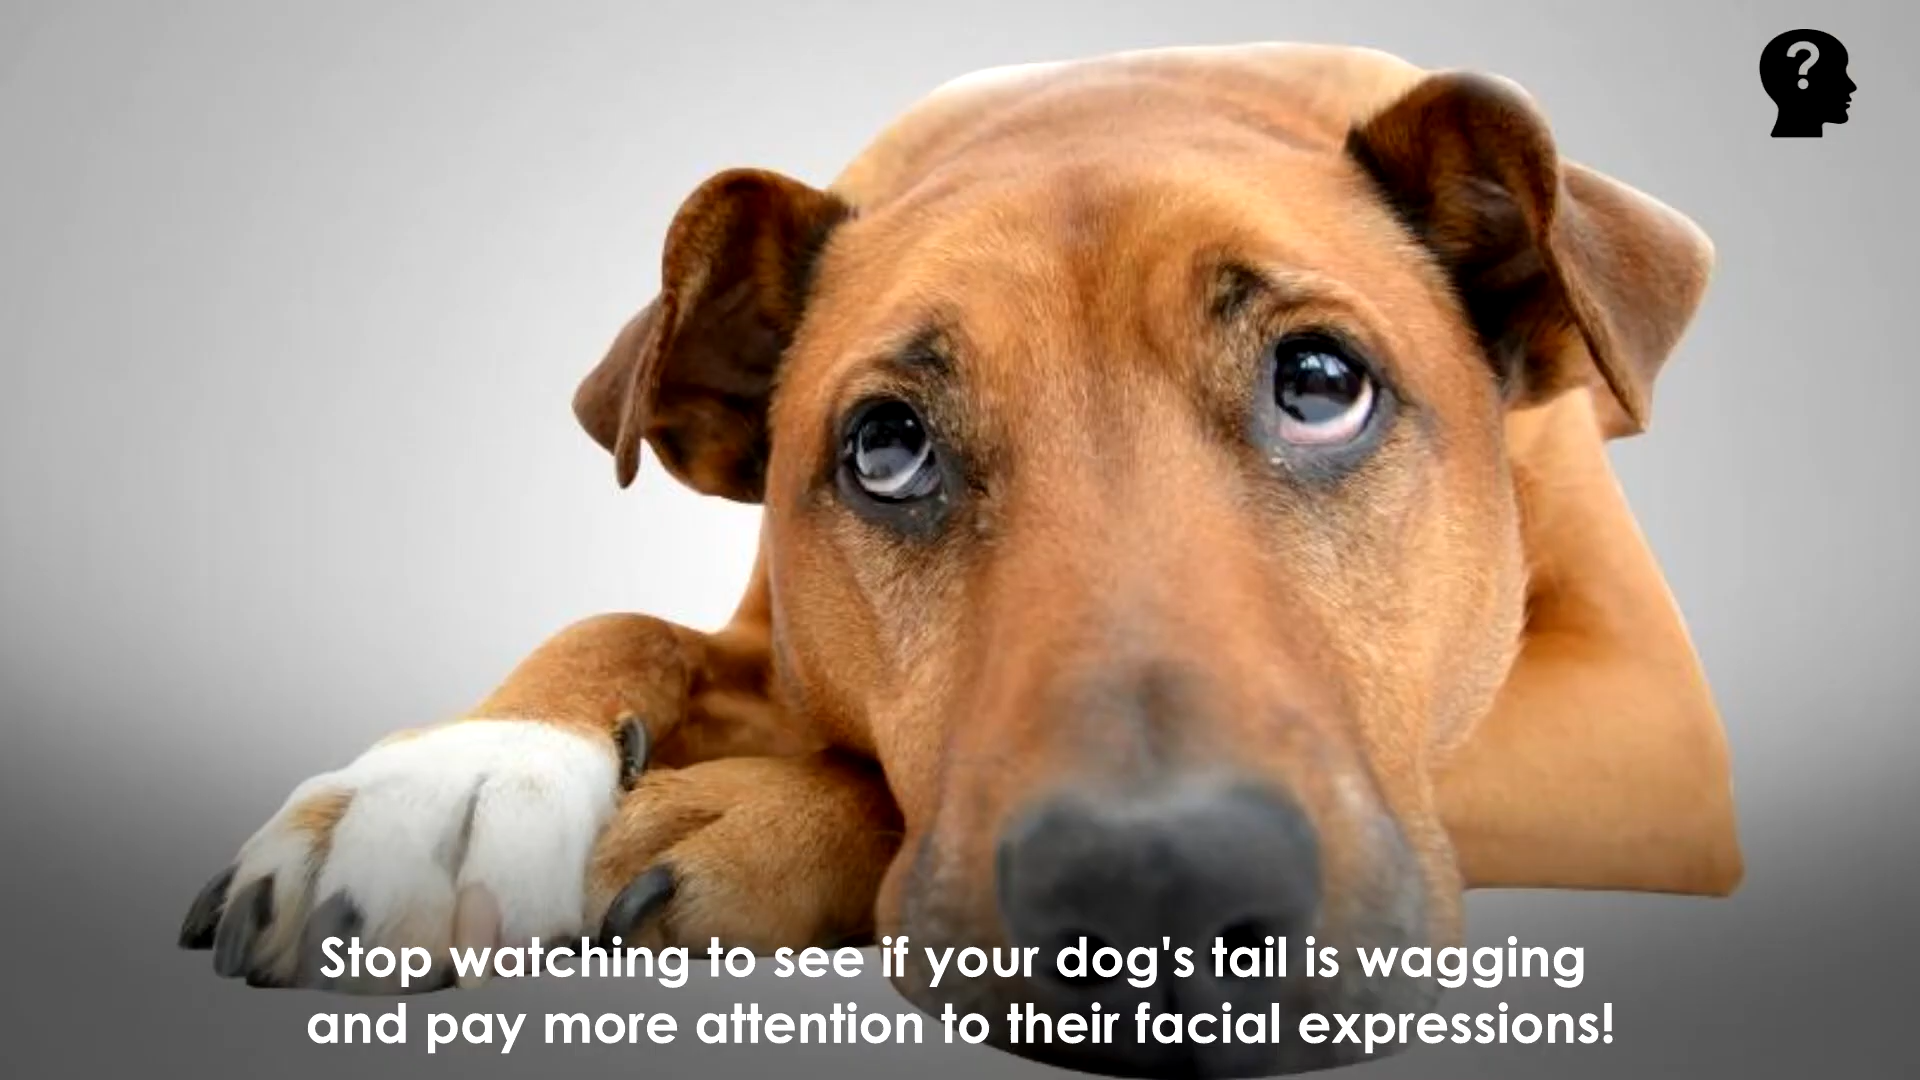 ?
Stop watching to see if your dog's tail is wagging
and pay more attention to their facial expressions!